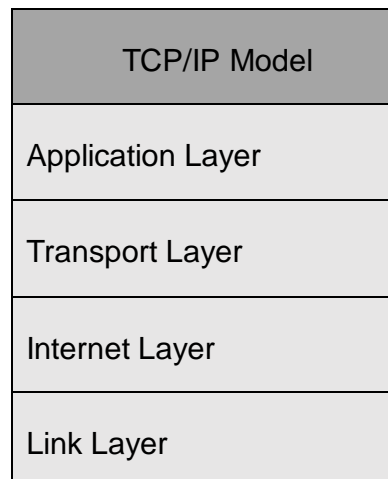 TCP/IP Model
Application Layer
Transport Layer
Internet Layer
Link Layer